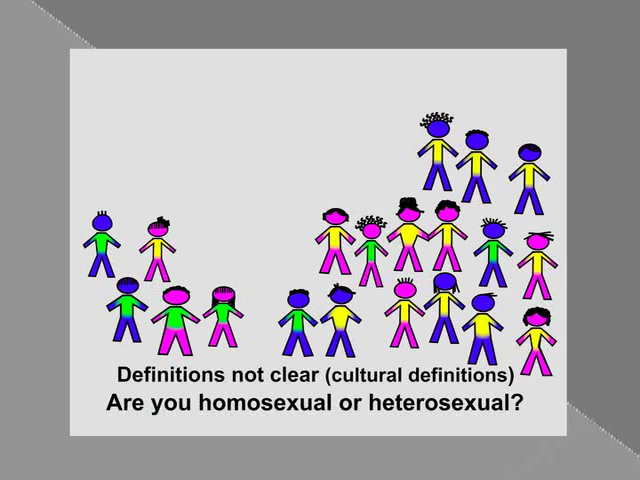 Definitions not clear (cultural definitions)
Are you homosexual or heterosexual?